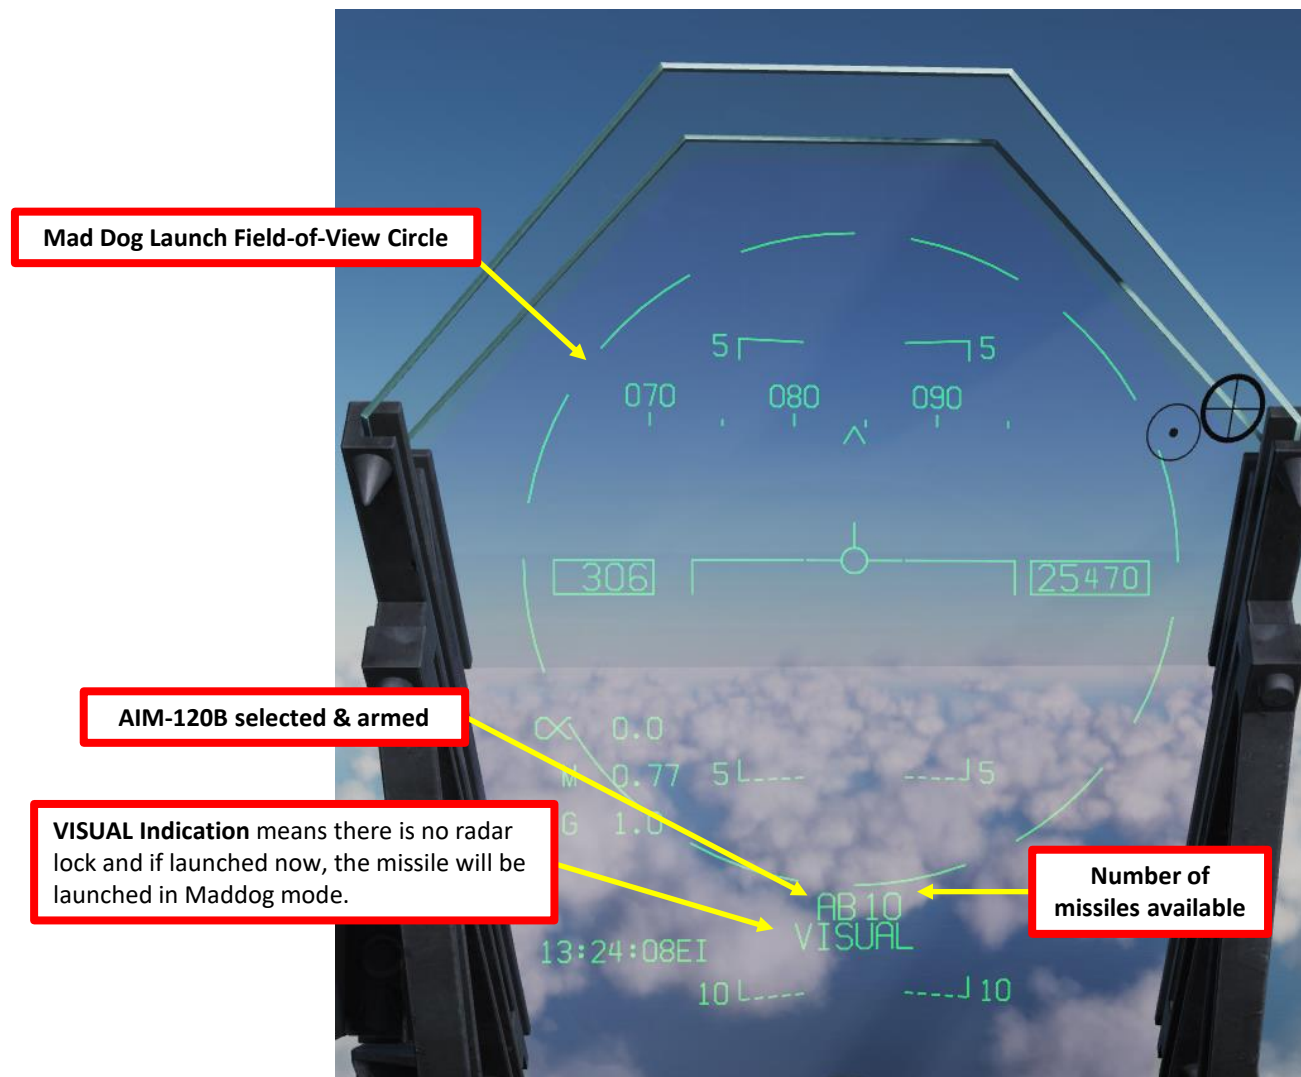 Mad Dog Launch Field-of-View Circle
5 5
070 080 090
306 25470
AIM-120B selected & armed
α 0.0
M 0.77 5 5
G 1.0
VISUAL Indication means there is no radar
lock and if launched now, the missile will be
launched in Maddog mode.
Number of
missiles available
AB10
VISUAL
13:24:08EI
10 10